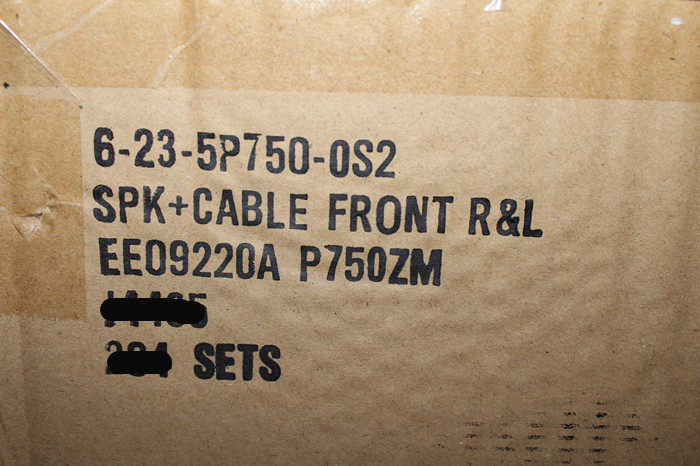 6-23-5P750-0S2
SPK+CABLE FRONT R&L
EE09220A P750ZM
SETS